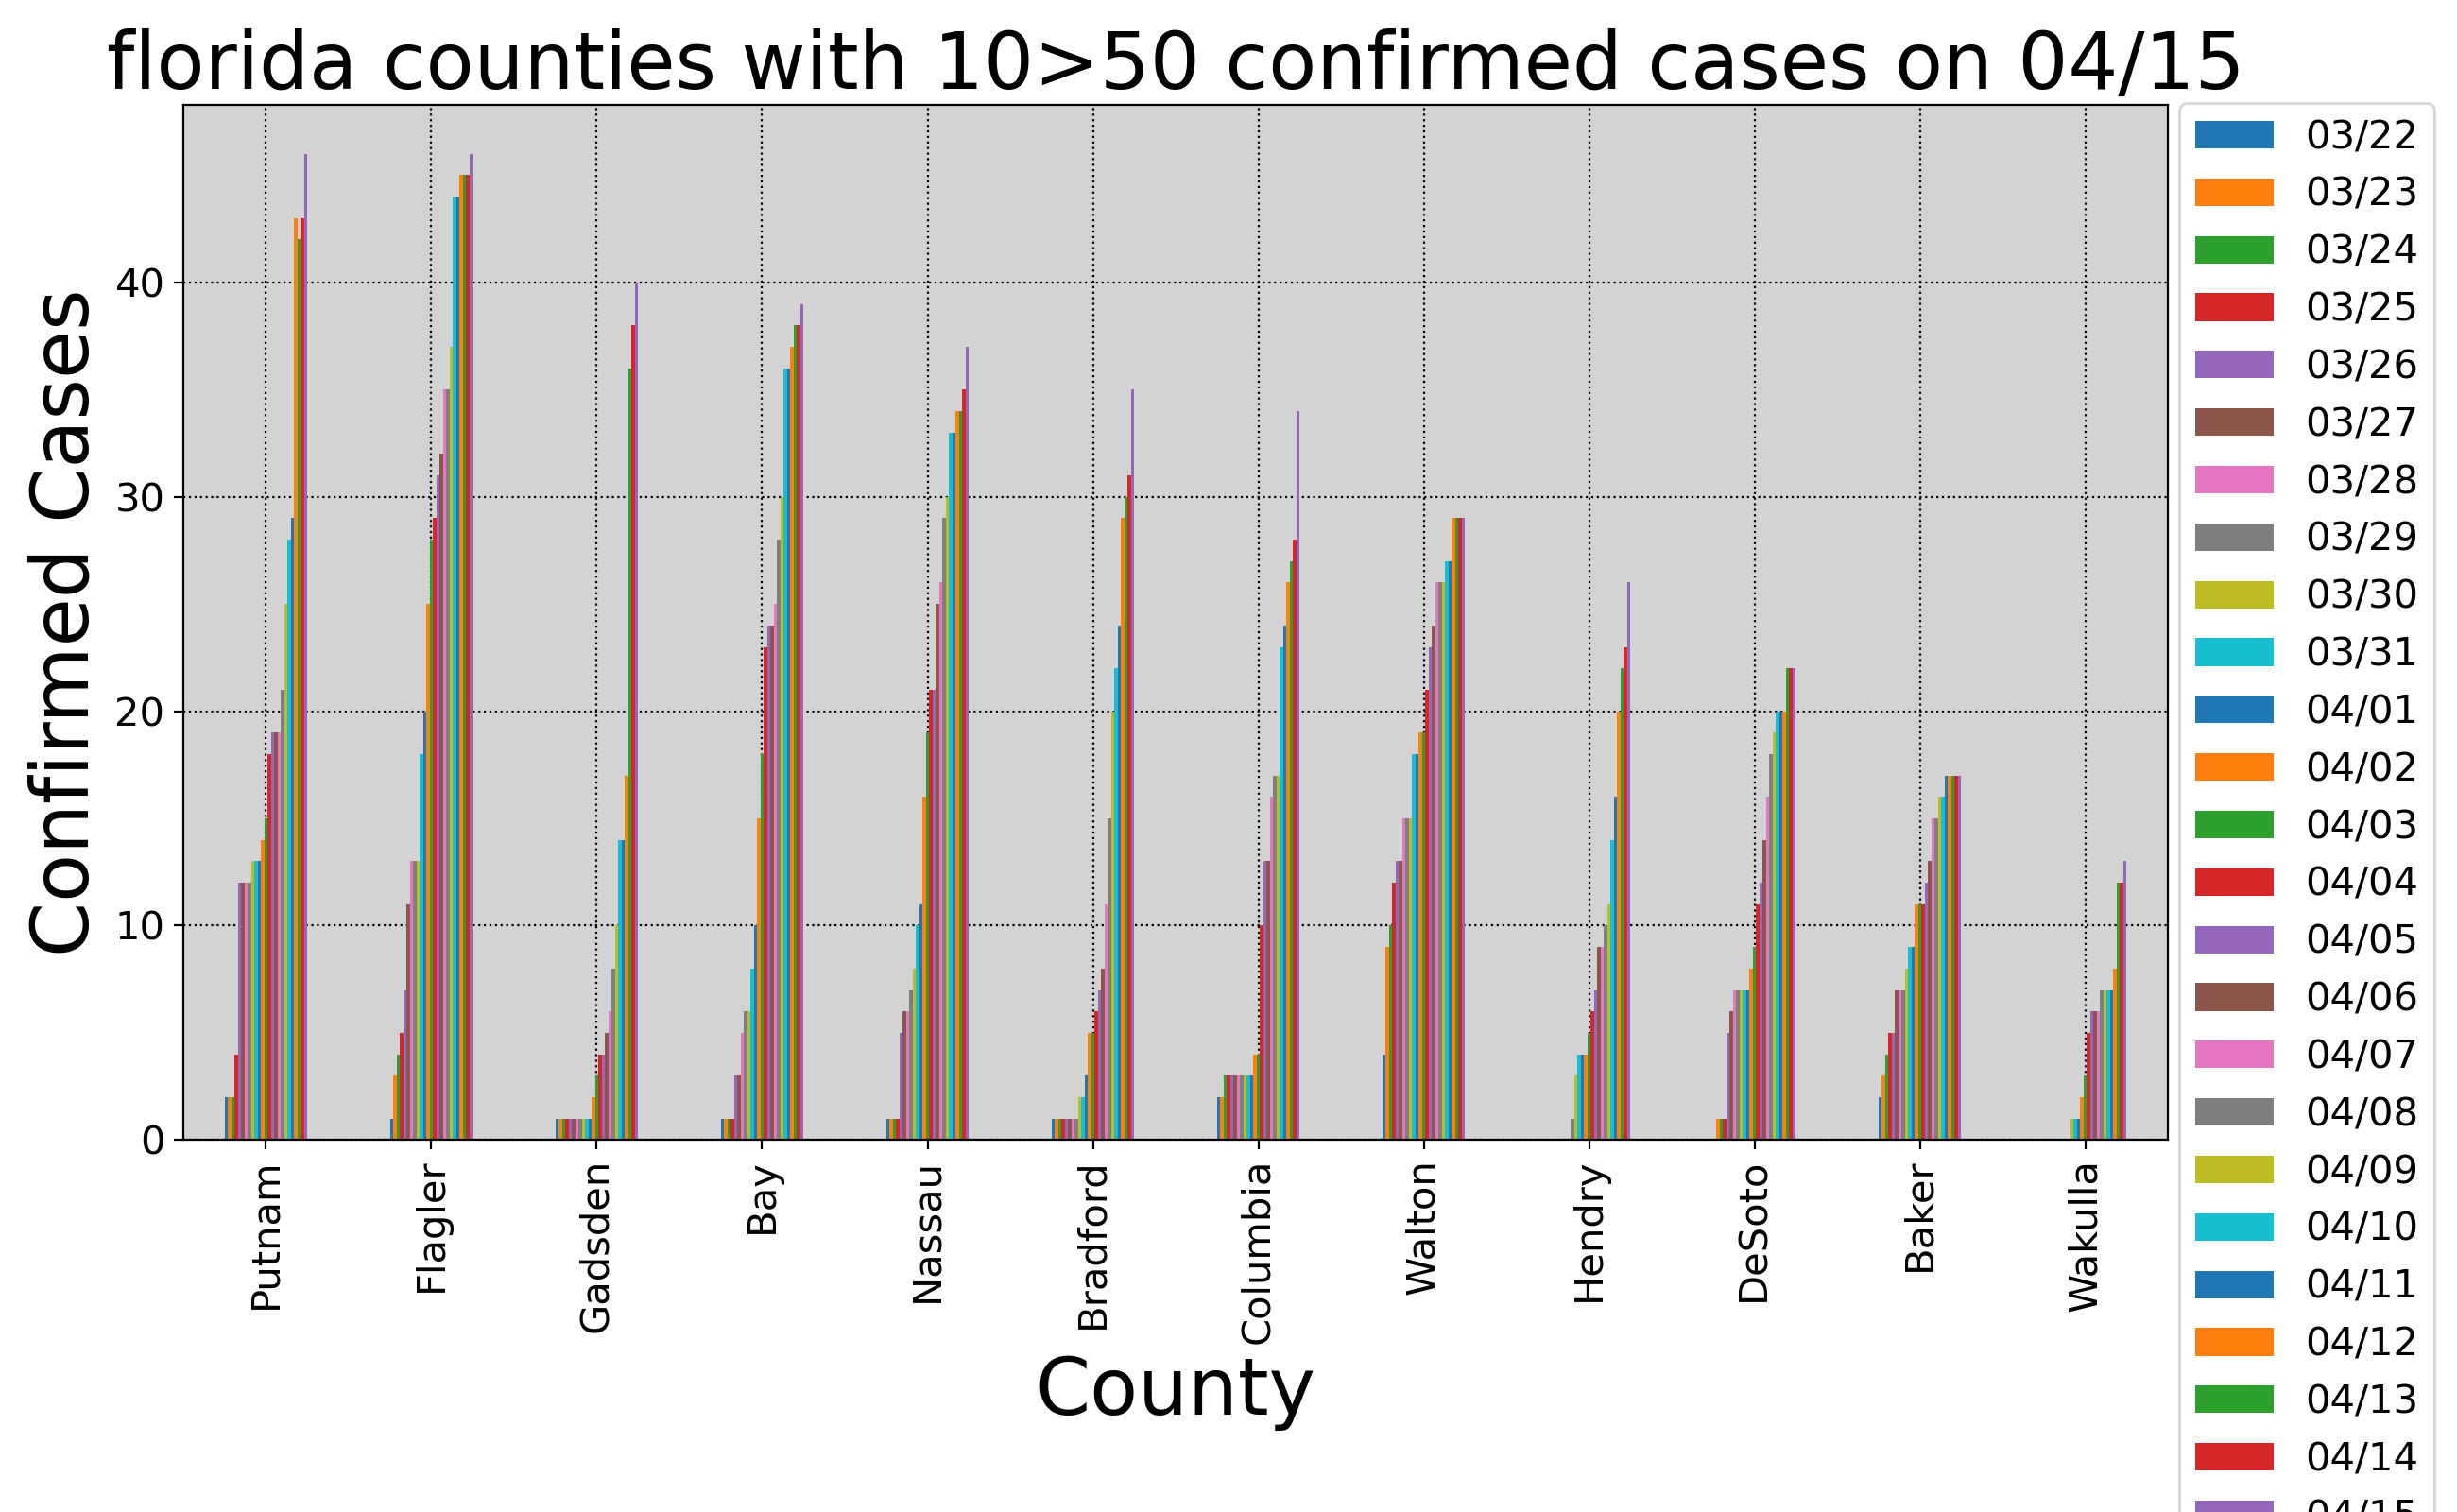 florida counties with 10>50 confirmed cases on 04/15
Confirmed Cases
40
30
20
10
0
Putnam
Flagler
Gadsden
Bay
Nassau
Bradford
Columbia
Walton
Hendry
DeSoto
Baker
Wakulla
County
03/22
03/23
03/24
03/25
03/26
03/27
03/28
03/29
03/30
03/31
04/01
04/02
04/03
04/04
04/05
04/06
04/07
04/08
04/09
04/10
04/11
04/12
04/13
04/14
04/15